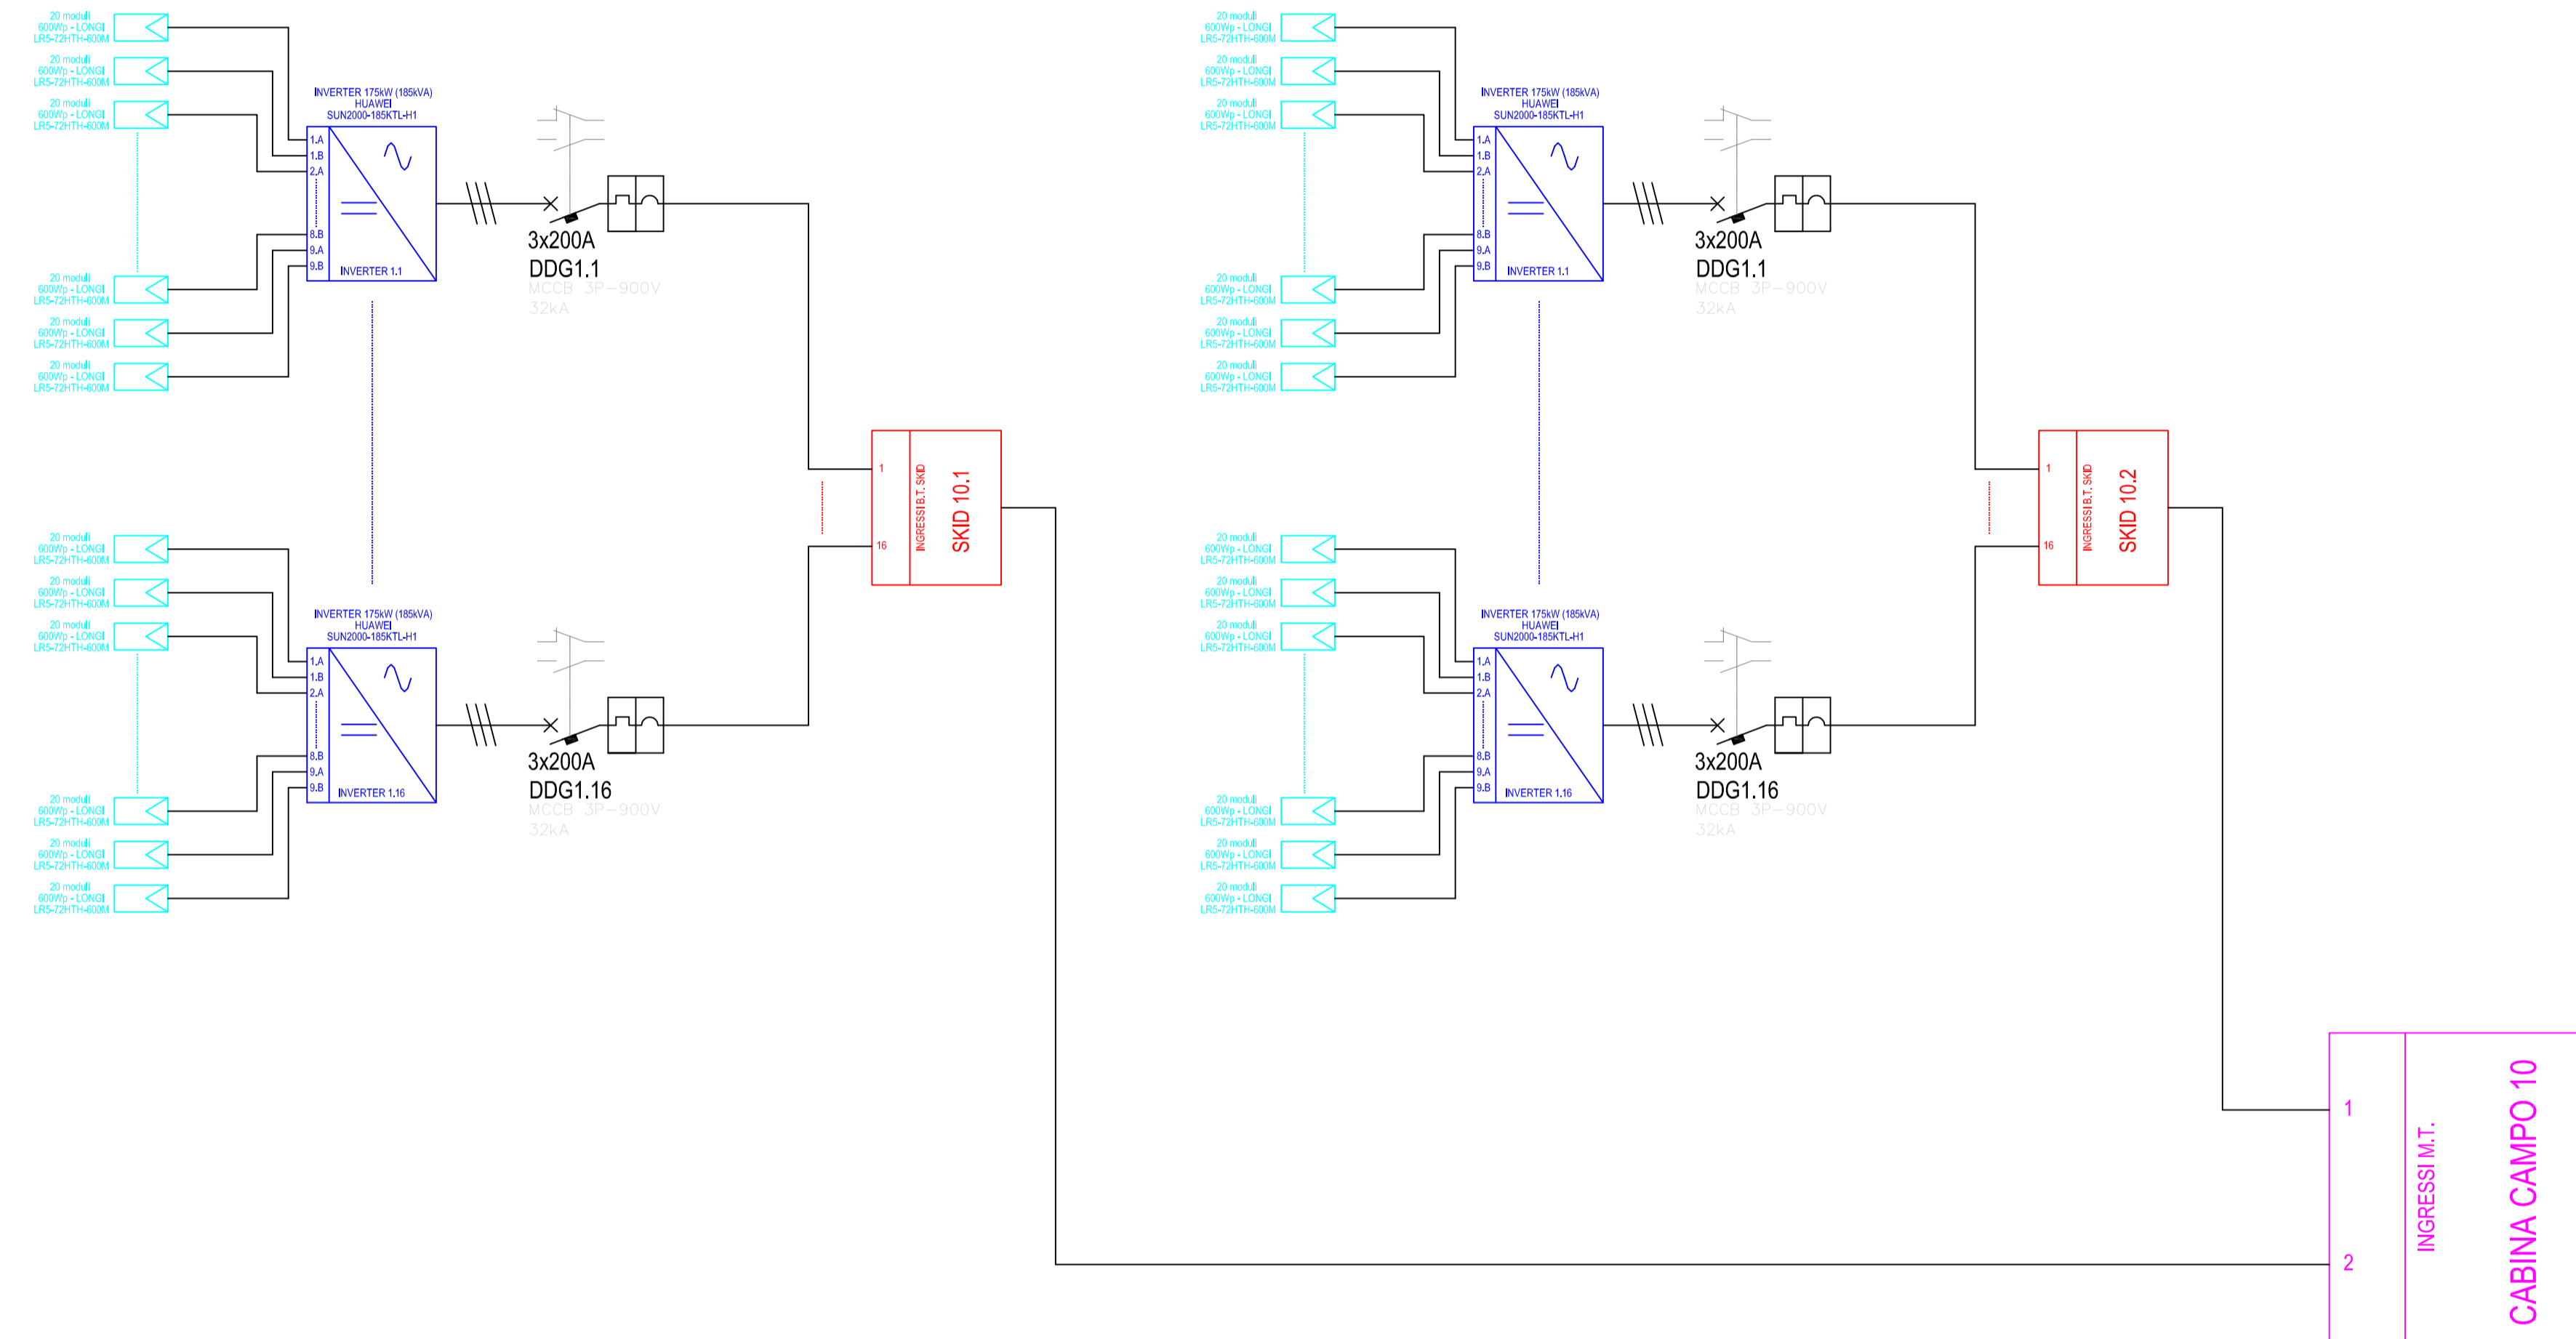 20 moduli
600Wp - LONGI
LR5-72HTH-600M
20 moduli
600Wp - LONGI
LR5-72HTH-600M
20 moduli
600Wp - LONGI
LR5-72HTH-600M
20 moduli
600Wp - LONGI
LR5-72HTH-600M
20 moduli
600Wp - LONGI
LR5-72HTH-600M
20 moduli
600Wp - LONGI
LR5-72HTH-600M
INVERTER 175kW (185kVA)
HUAWEI
SUN2000-185KTL-H1
1.A
1.B
2.A
8.B
9.A
9.B
INVERTER 1.1
3x200A
DDG1.1
MCCB 3P-900V
32kA
20 moduli
600Wp - LONGI
LR5-72HTH-600M
20 moduli
600Wp - LONGI
LR5-72HTH-600M
20 moduli
600Wp - LONGI
LR5-72HTH-600M
20 moduli
600Wp - LONGI
LR5-72HTH-600M
20 moduli
600Wp - LONGI
LR5-72HTH-600M
20 moduli
600Wp - LONGI
LR5-72HTH-600M
INVERTER 175kW (185kVA)
HUAWEI
SUN2000-185KTL-H1
1.A
1.B
2.A
8.B
9.A
9.B
INVERTER 1.16
3x200A
DDG1.16
MCCB 3P-900V
32kA
1
16
INGRESSI B.T. SKID
SKID 10.1
20 moduli
600Wp - LONGI
LR5-72HTH-600M
20 moduli
600Wp - LONGI
LR5-72HTH-600M
20 moduli
600Wp - LONGI
LR5-72HTH-600M
20 moduli
600Wp - LONGI
LR5-72HTH-600M
20 moduli
600Wp - LONGI
LR5-72HTH-600M
20 moduli
600Wp - LONGI
LR5-72HTH-600M
INVERTER 175kW (185kVA)
HUAWEI
SUN2000-185KTL-H1
1.A
1.B
2.A
8.B
9.A
9.B
INVERTER 1.1
3x200A
DDG1.1
MCCB 3P-900V
32kA
20 moduli
600Wp - LONGI
LR5-72HTH-600M
20 moduli
600Wp - LONGI
LR5-72HTH-600M
20 moduli
600Wp - LONGI
LR5-72HTH-600M
20 moduli
600Wp - LONGI
LR5-72HTH-600M
20 moduli
600Wp - LONGI
LR5-72HTH-600M
20 moduli
600Wp - LONGI
LR5-72HTH-600M
INVERTER 175kW (185kVA)
HUAWEI
SUN2000-185KTL-H1
1.A
1.B
2.A
8.B
9.A
9.B
INVERTER 1.16
3x200A
DDG1.16
MCCB 3P-900V
32kA
1
16
INGRESSI B.T. SKID
SKID 10.2
1
2
INGRESSI M.T.
CABINA CAMPO 10